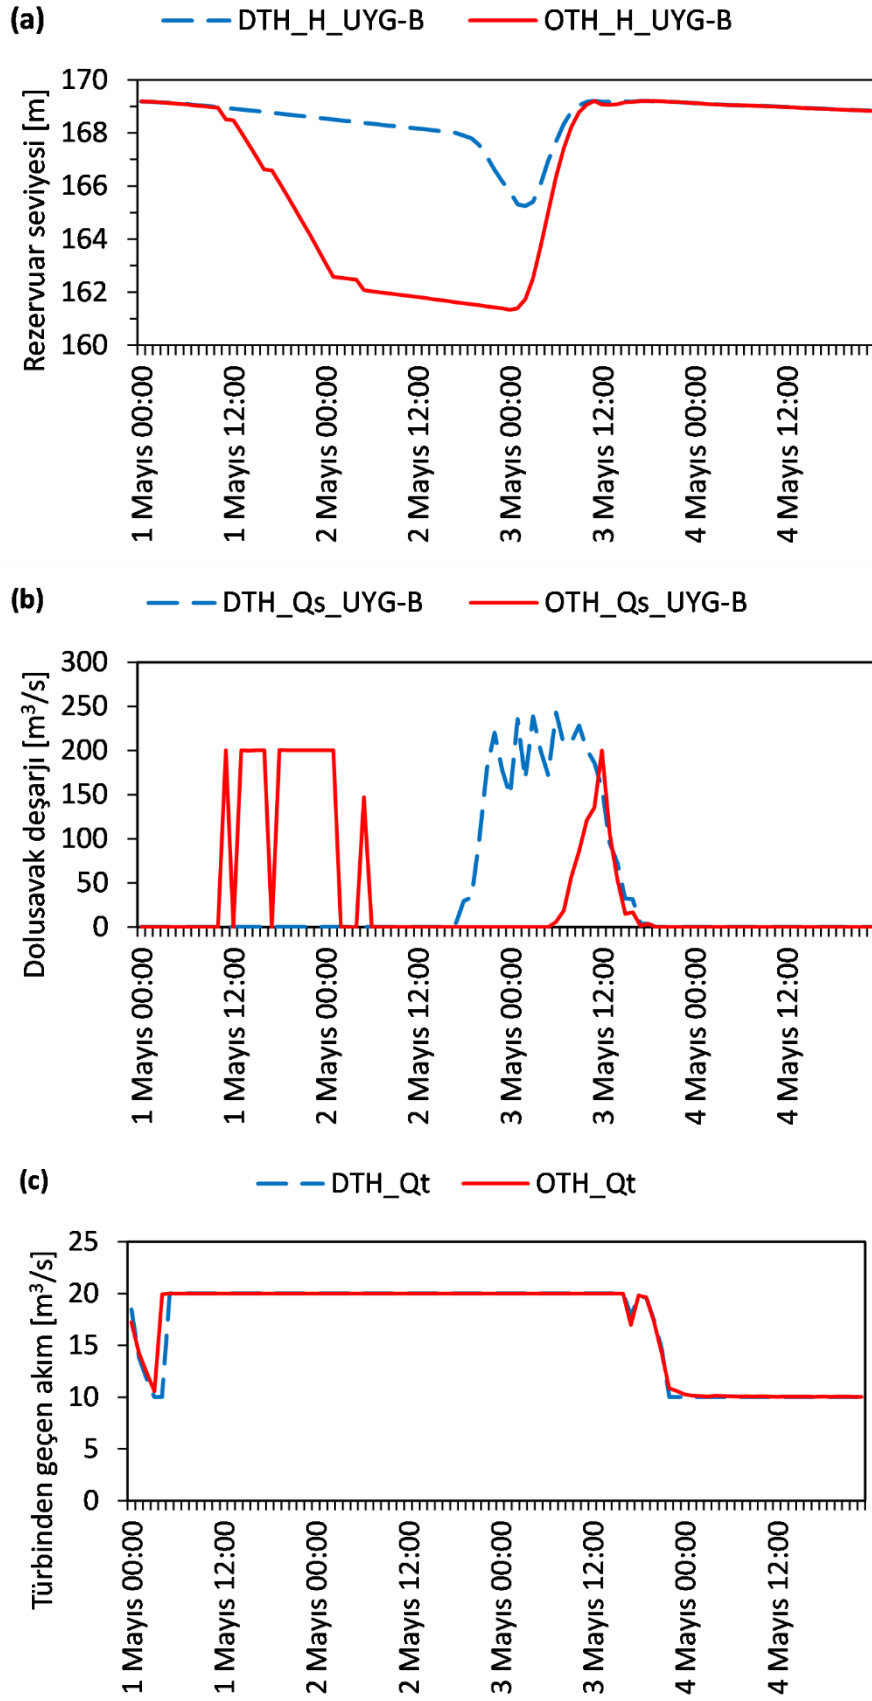 (a)
DTH_H_UYG-B OTH_H_UYG-B
Rezervuar seviyesi [m]
170
168
166
164
162
160
1 Mayıs 00:00
1 Mayıs 12:00
2 Mayıs 00:00
2 Mayıs 12:00
3 Mayıs 00:00
3 Mayıs 12:00
4 Mayıs 00:00
4 Mayıs 12:00
(b)
DTH_Qs_UYG-B OTH_Qs_UYG-B
Dolusavak deşarjı [m³/s]
300
250
200
150
100
50
0
1 Mayıs 00:00
1 Mayıs 12:00
2 Mayıs 00:00
2 Mayıs 12:00
3 Mayıs 00:00
3 Mayıs 12:00
4 Mayıs 00:00
4 Mayıs 12:00
(c)
DTH_Qt OTH_Qt
Türbinden geçen akım [m³/s]
25
20
15
10
5
0
1 Mayıs 00:00
1 Mayıs 12:00
2 Mayıs 00:00
2 Mayıs 12:00
3 Mayıs 00:00
3 Mayıs 12:00
4 Mayıs 00:00
4 Mayıs 12:00